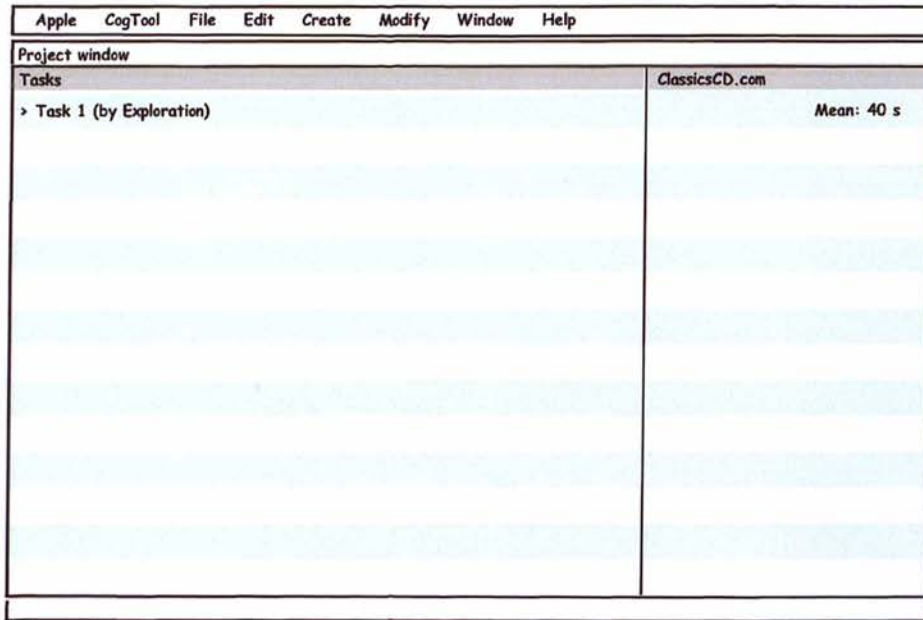 Apple CogTool File Edit Create Modify Window Help
Project window
Tasks ClassicsCD.com
> Task 1 (by Exploration) Mean: 40 s